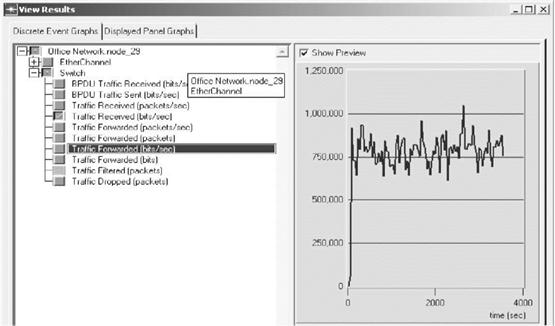 View Results
Discrete Event Graphs
Displayed Panel Graphs
Office Network.node_29
EtherChannel
Switch
BPDU Traffic Received (bits/
BPDU Traffic Sent (bits/sec)
Traffic Received (packets/sec)
Traffic Received (bits/sec)
Traffic Forwarded (packets/sec)
Traffic Forwarded (packets)
Traffic Forwarded (bits/sec)
Traffic Forwarded (bits)
Traffic Filtered (packets)
Traffic Dropped (packets)
Office Network.node_29
EtherChannel
Show Preview
1,250,000
1,000,000
750,000
500,000
250,000
0
0
2000
4000
time (sec)